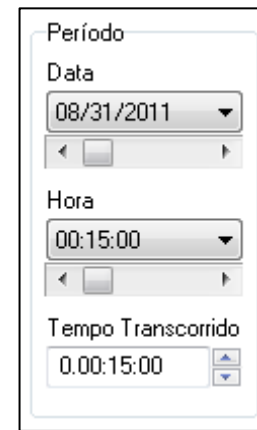 Período
Data
08/31/2011
Hora
00:15:00
Tempo Transcorrido
0.00:15:00